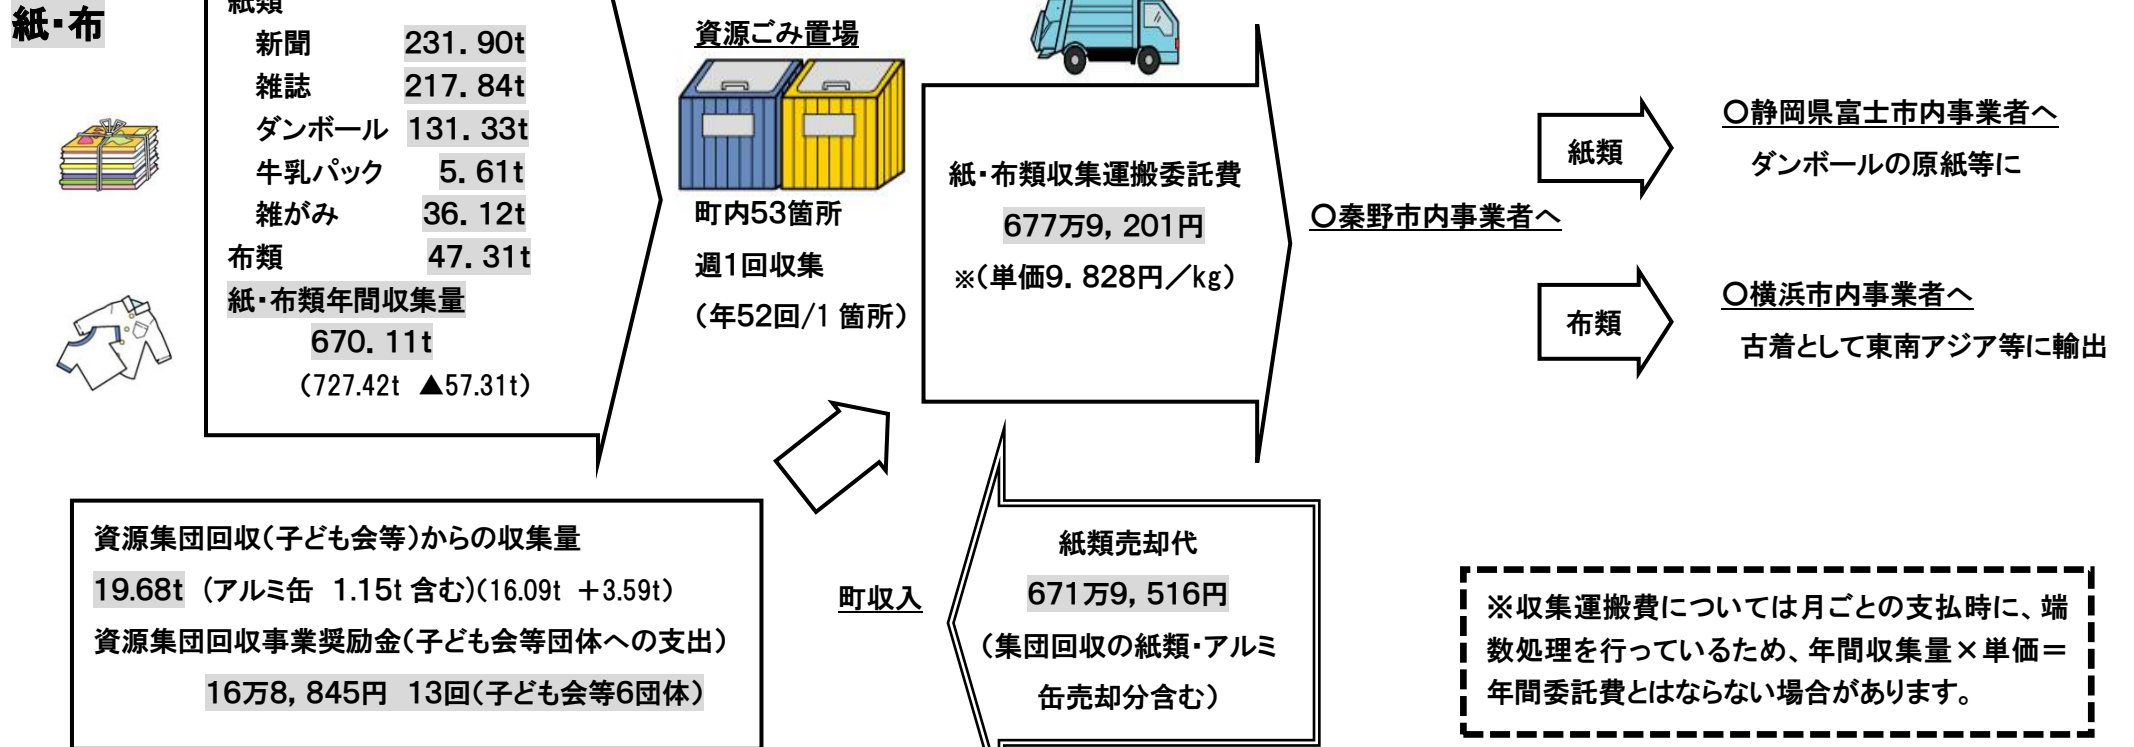 紙・布
紙類
新聞 231.90t
雑誌 217.84t
ダンボール 131.33t
牛乳パック 5.61t
雑がみ 36.12t
布類 47.31t
紙・布類年間収集量
670.11t
(727.42t ▲57.31t)
資源ごみ置場
町内53箇所
週1回収集
(年52回/1箇所)
紙・布類収集運搬委託費
677万9,201円
※(単価9.828円/kg)
○秦野市内事業者へ
紙類
○静岡県富士市内事業者へ
ダンボールの原紙等に
布類
○横浜市内事業者へ
古着として東南アジア等に輸出
資源集団回収(子ども会等)からの収集量
19.68t (アルミ缶 1.15t含む)(16.09t +3.59t)
資源集団回収事業奨励金(子ども会等団体への支出)
16万8,845円 13回(子ども会等6団体)
町収入
紙類売却代
671万9,516円
(集団回収の紙類・アルミ
缶売却分含む)
※収集運搬費については月ごとの支払時に、端
数処理を行っているため、年間収集量×単価=
年間委託費とはならない場合があります。